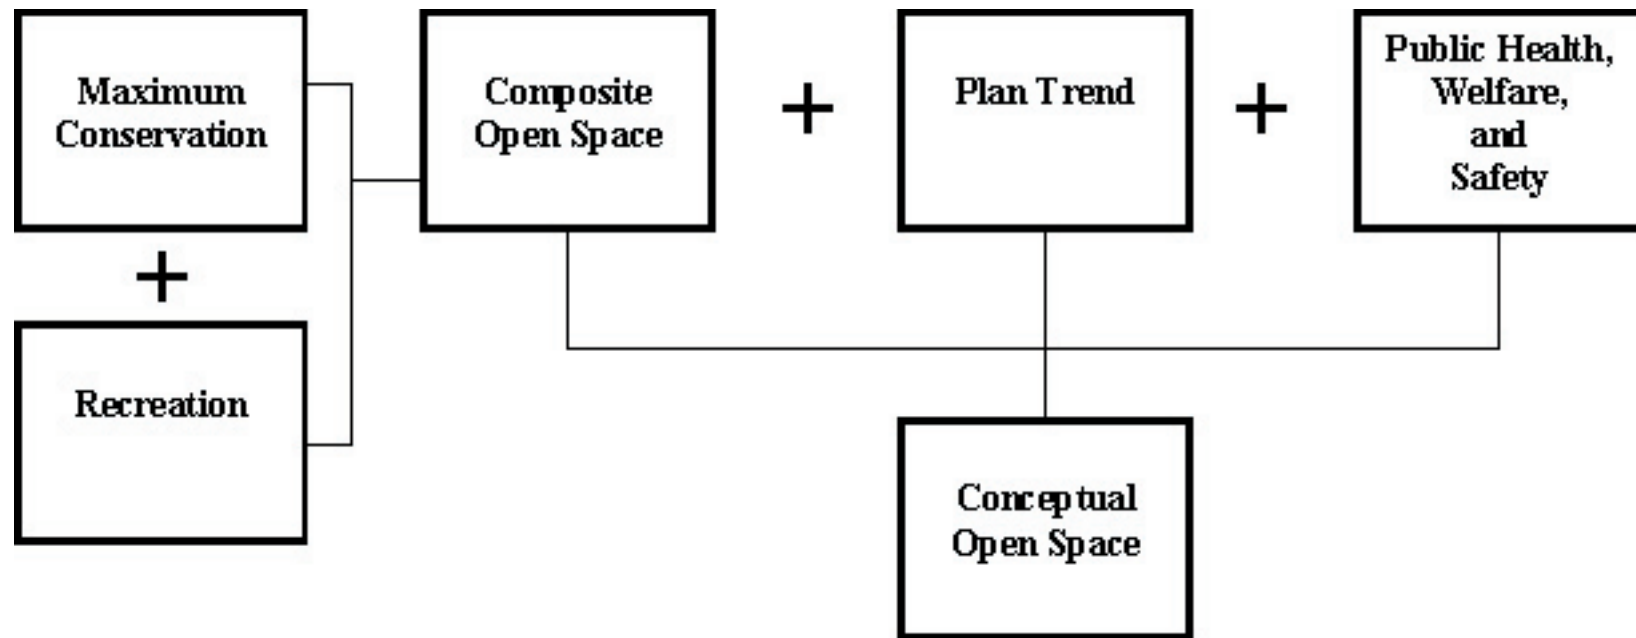 Maximum
Conservation
+
Recreation
Composite
Open Space
+
Plan Trend
+
Public Health,
Welfare,
and
Safety
Conceptual
Open Space